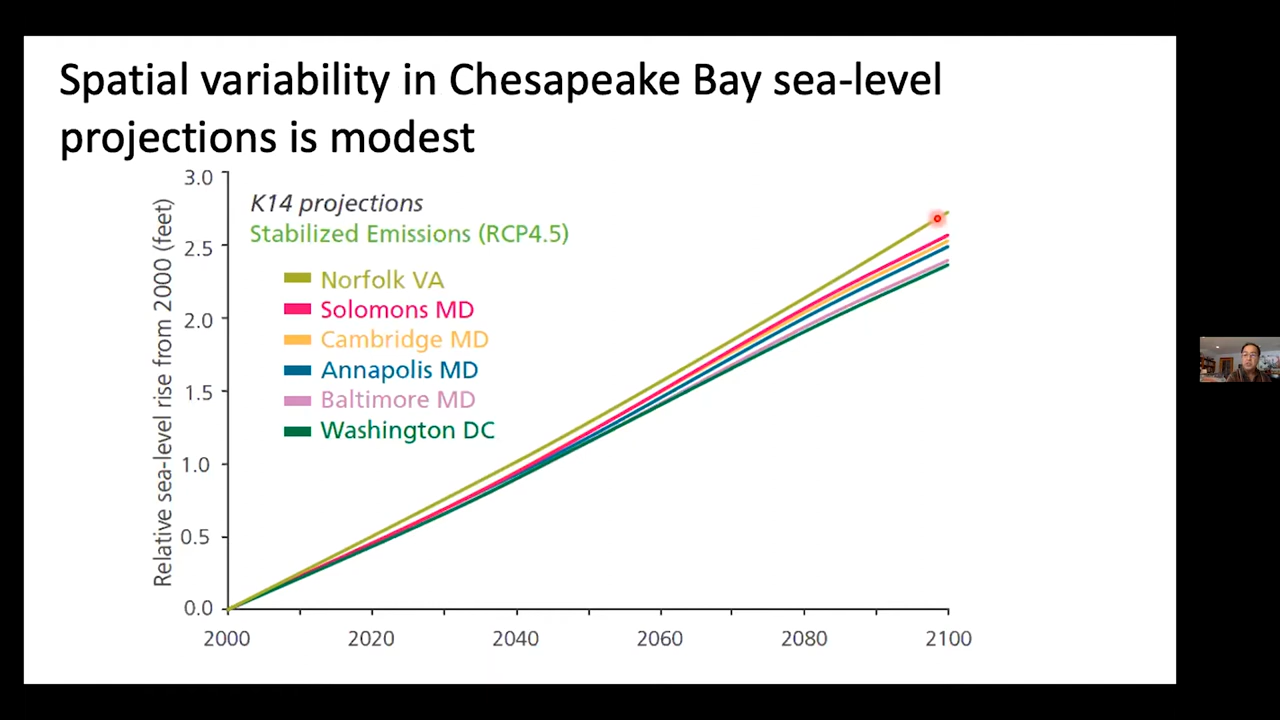 Spatial variability in Chesapeake Bay sea-level
projections is modest
Relative sea-level rise from 2000 (feet)
3.0
2.5
2.0
1.5
1.0
0.5
0.0
K14 projections
Stabilized Emissions (RCP4.5)
Norfolk VA
Solomons MD
Cambridge MD
Annapolis MD
Baltimore MD
Washington DC
2000 2020 2040 2060 2080 2100